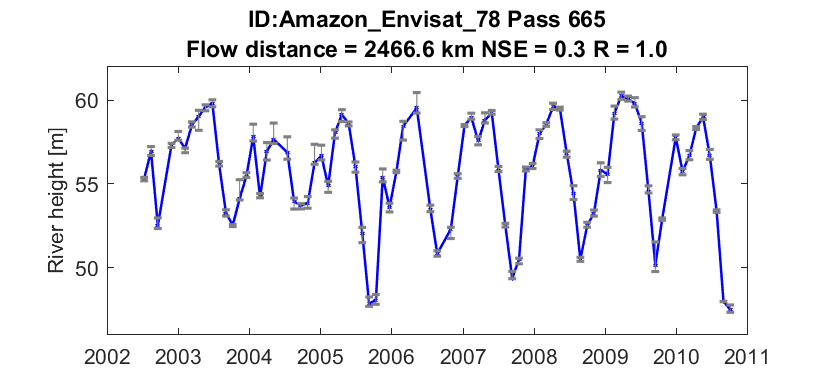 ID:Amazon_Envisat_78 Pass 665
Flow distance = 2466.6 km NSE = 0.3 R = 1.0
River height [m]
60
55
50
2002 2003 2004 2005 2006 2007 2008 2009 2010 2011